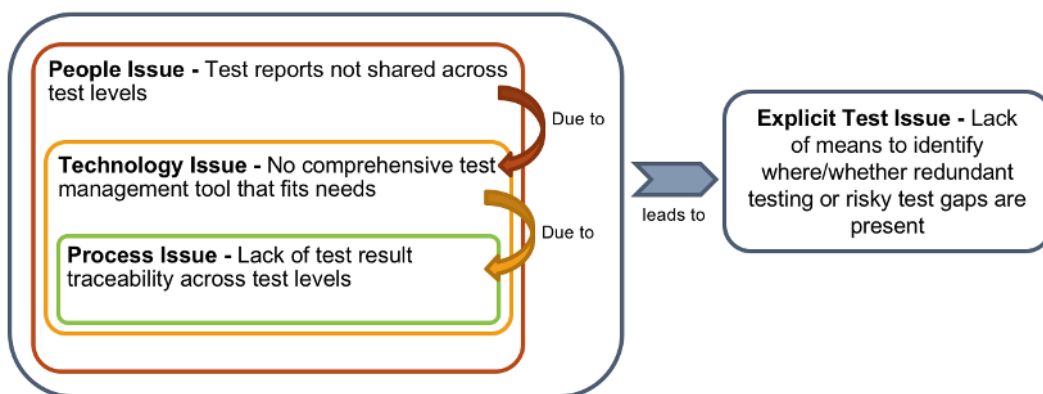 People Issue - Test reports not shared across
test levels
Due to
Technology Issue - No comprehensive test
management tool that fits needs
Due to
Process Issue - Lack of test result
traceability across test levels
leads to
Explicit Test Issue - Lack
of means to identify
where/whether redundant
testing or risky test gaps are
present